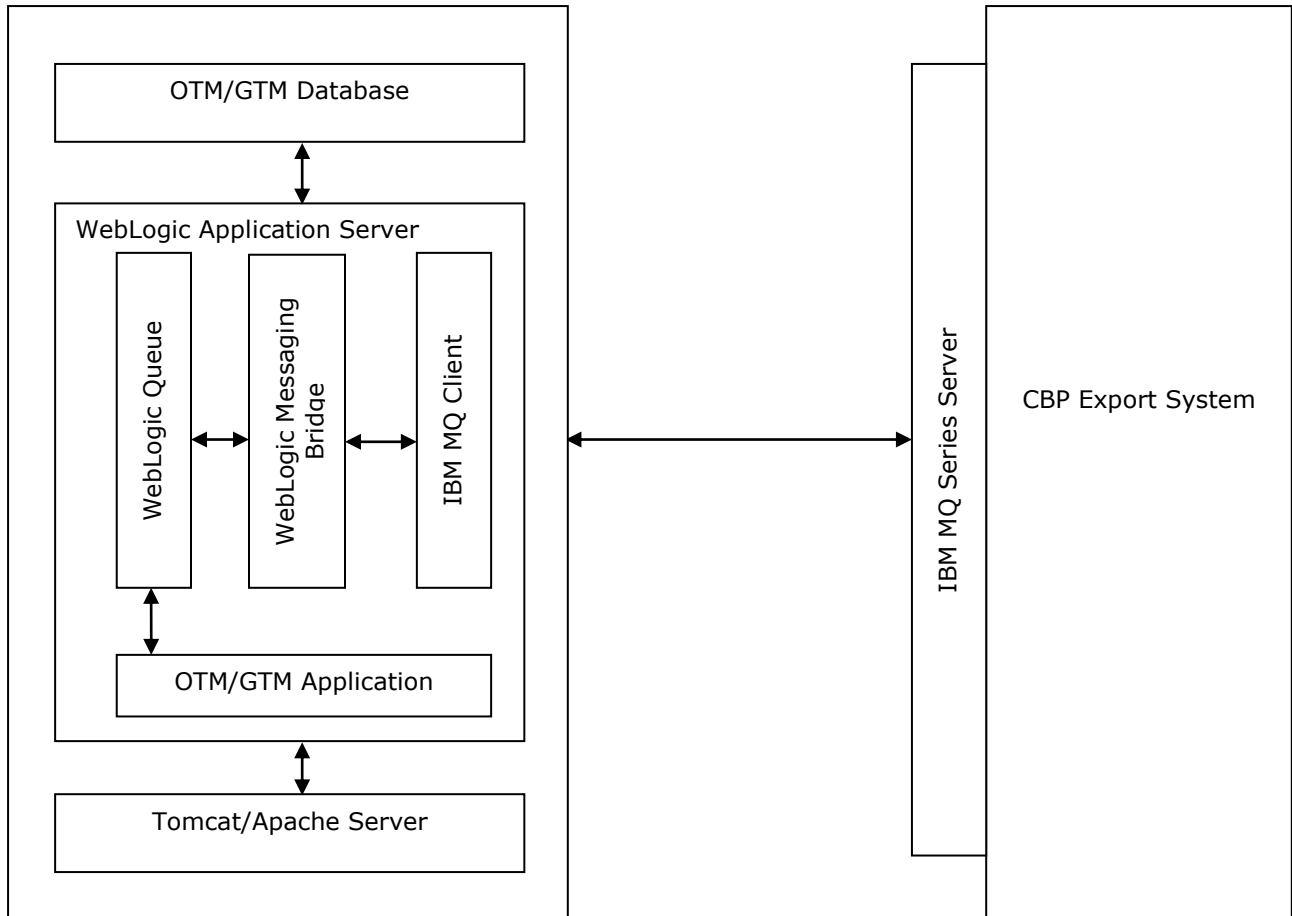 OTM/GTM Database
WebLogic Application Server
WebLogic Queue
WebLogic Messaging
Bridge
IBM MQ Client
OTM/GTM Application
Tomcat/Apache Server
IBM MQ Series Server
CBP Export System